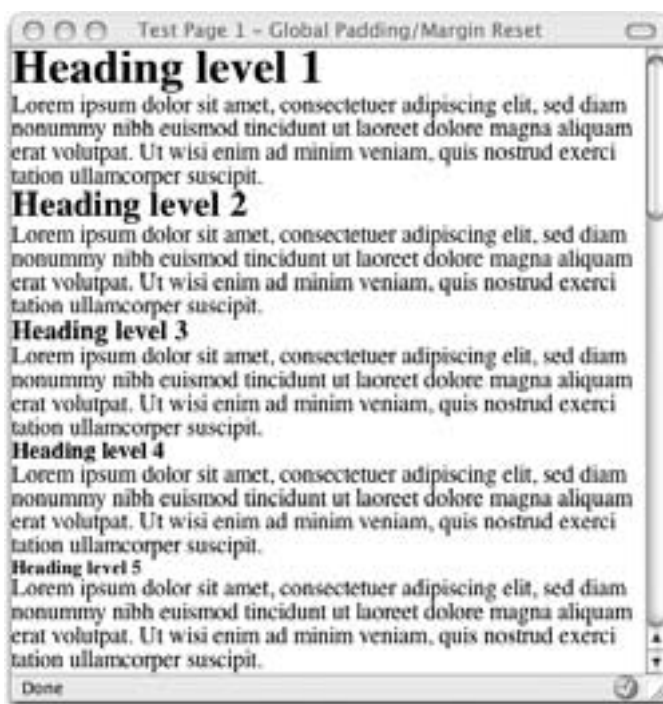 Test Page 1 – Global Padding/Margin Reset
Heading level 1
Lorem ipsum dolor sit amet, consectetuer adipiscing elit, sed diam
nonummy nibh euismod tincidunt ut laoreet dolore magna aliquam
erat volutpat. Ut wisi enim ad minim veniam, quis nostrud exerci
tation ullamcorper suscipit.
Heading level 2
Lorem ipsum dolor sit amet, consectetuer adipiscing elit, sed diam
nonummy nibh euismod tincidunt ut laoreet dolore magna aliquam
erat volutpat. Ut wisi enim ad minim veniam, quis nostrud exerci
tation ullamcorper suscipit.
Heading level 3
Lorem ipsum dolor sit amet, consectetuer adipiscing elit, sed diam
nonummy nibh euismod tincidunt ut laoreet dolore magna aliquam
erat volutpat. Ut wisi enim ad minim veniam, quis nostrud exerci
tation ullamcorper suscipit.
Heading level 4
Lorem ipsum dolor sit amet, consectetuer adipiscing elit, sed diam
nonummy nibh euismod tincidunt ut laoreet dolore magna aliquam
erat volutpat. Ut wisi enim ad minim veniam, quis nostrud exerci
tation ullamcorper suscipit.
Heading level 5
Lorem ipsum dolor sit amet, consectetuer adipiscing elit, sed diam
nonummy nibh euismod tincidunt ut laoreet dolore magna aliquam
erat volutpat. Ut wisi enim ad minim veniam, quis nostrud exerci
tation ullamcorper suscipit.
Done